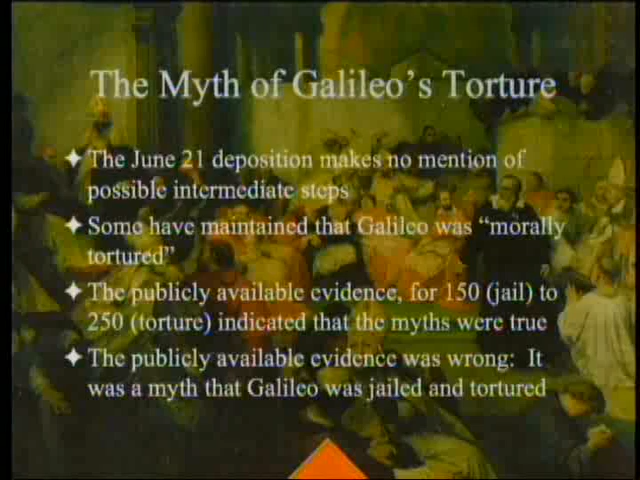 The Myth of Galileo's Torture
The June 21 deposition makes no mention of
possible intermediate steps
Some have maintained that Galileo was "morally
tortured"
The publicly available evidence, for 150 (jail) to
250 (torture) indicated that the myths were true
The publicly available evidence was wrong: It
was a myth that Galileo was jailed and tortured